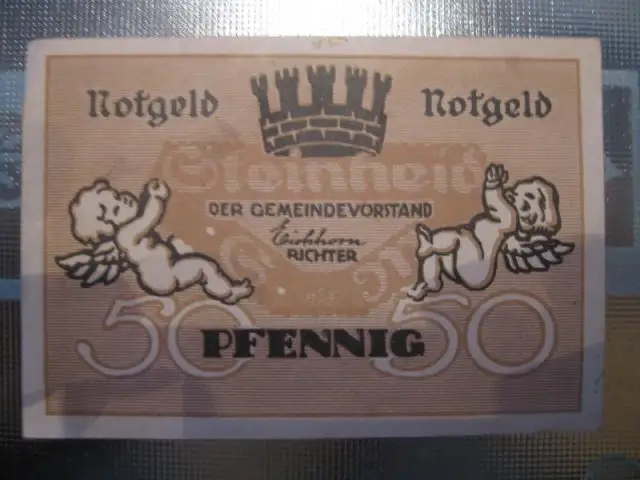 Notgeld Notgeld
Steinheid
DER GEMEINDEVORSTAND
Eichhorn
RICHTER
50 50
PFENNIG